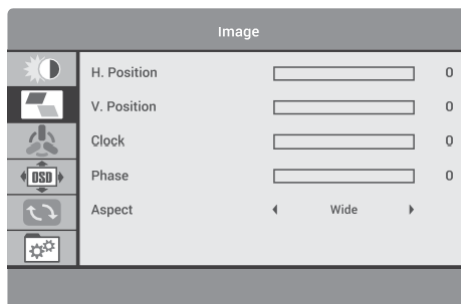 Image
H. Position 0
V. Position 0
Clock 0
Phase 0
Aspect Wide
OSD